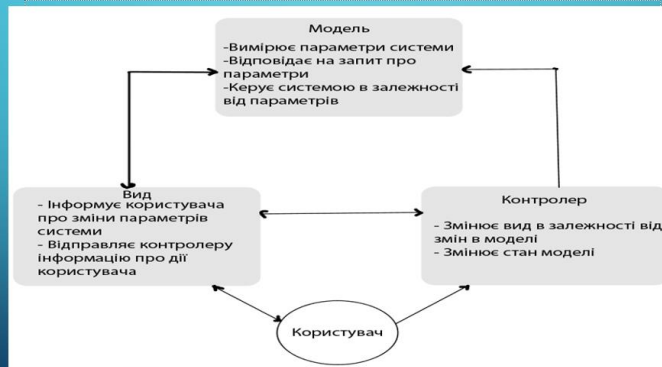 Модель
-Вимірює параметри системи
-Відповідає на запит про
параметри
-Керує системою в залежності
від параметрів
Вид
- Інформує користувача
про зміни параметрів
системи
- Відправляє контролеру
інформацію про дії
користувача
Контролер
- Змінює вид в залежності від
змін в моделі
- Змінює стан моделі
Користувач